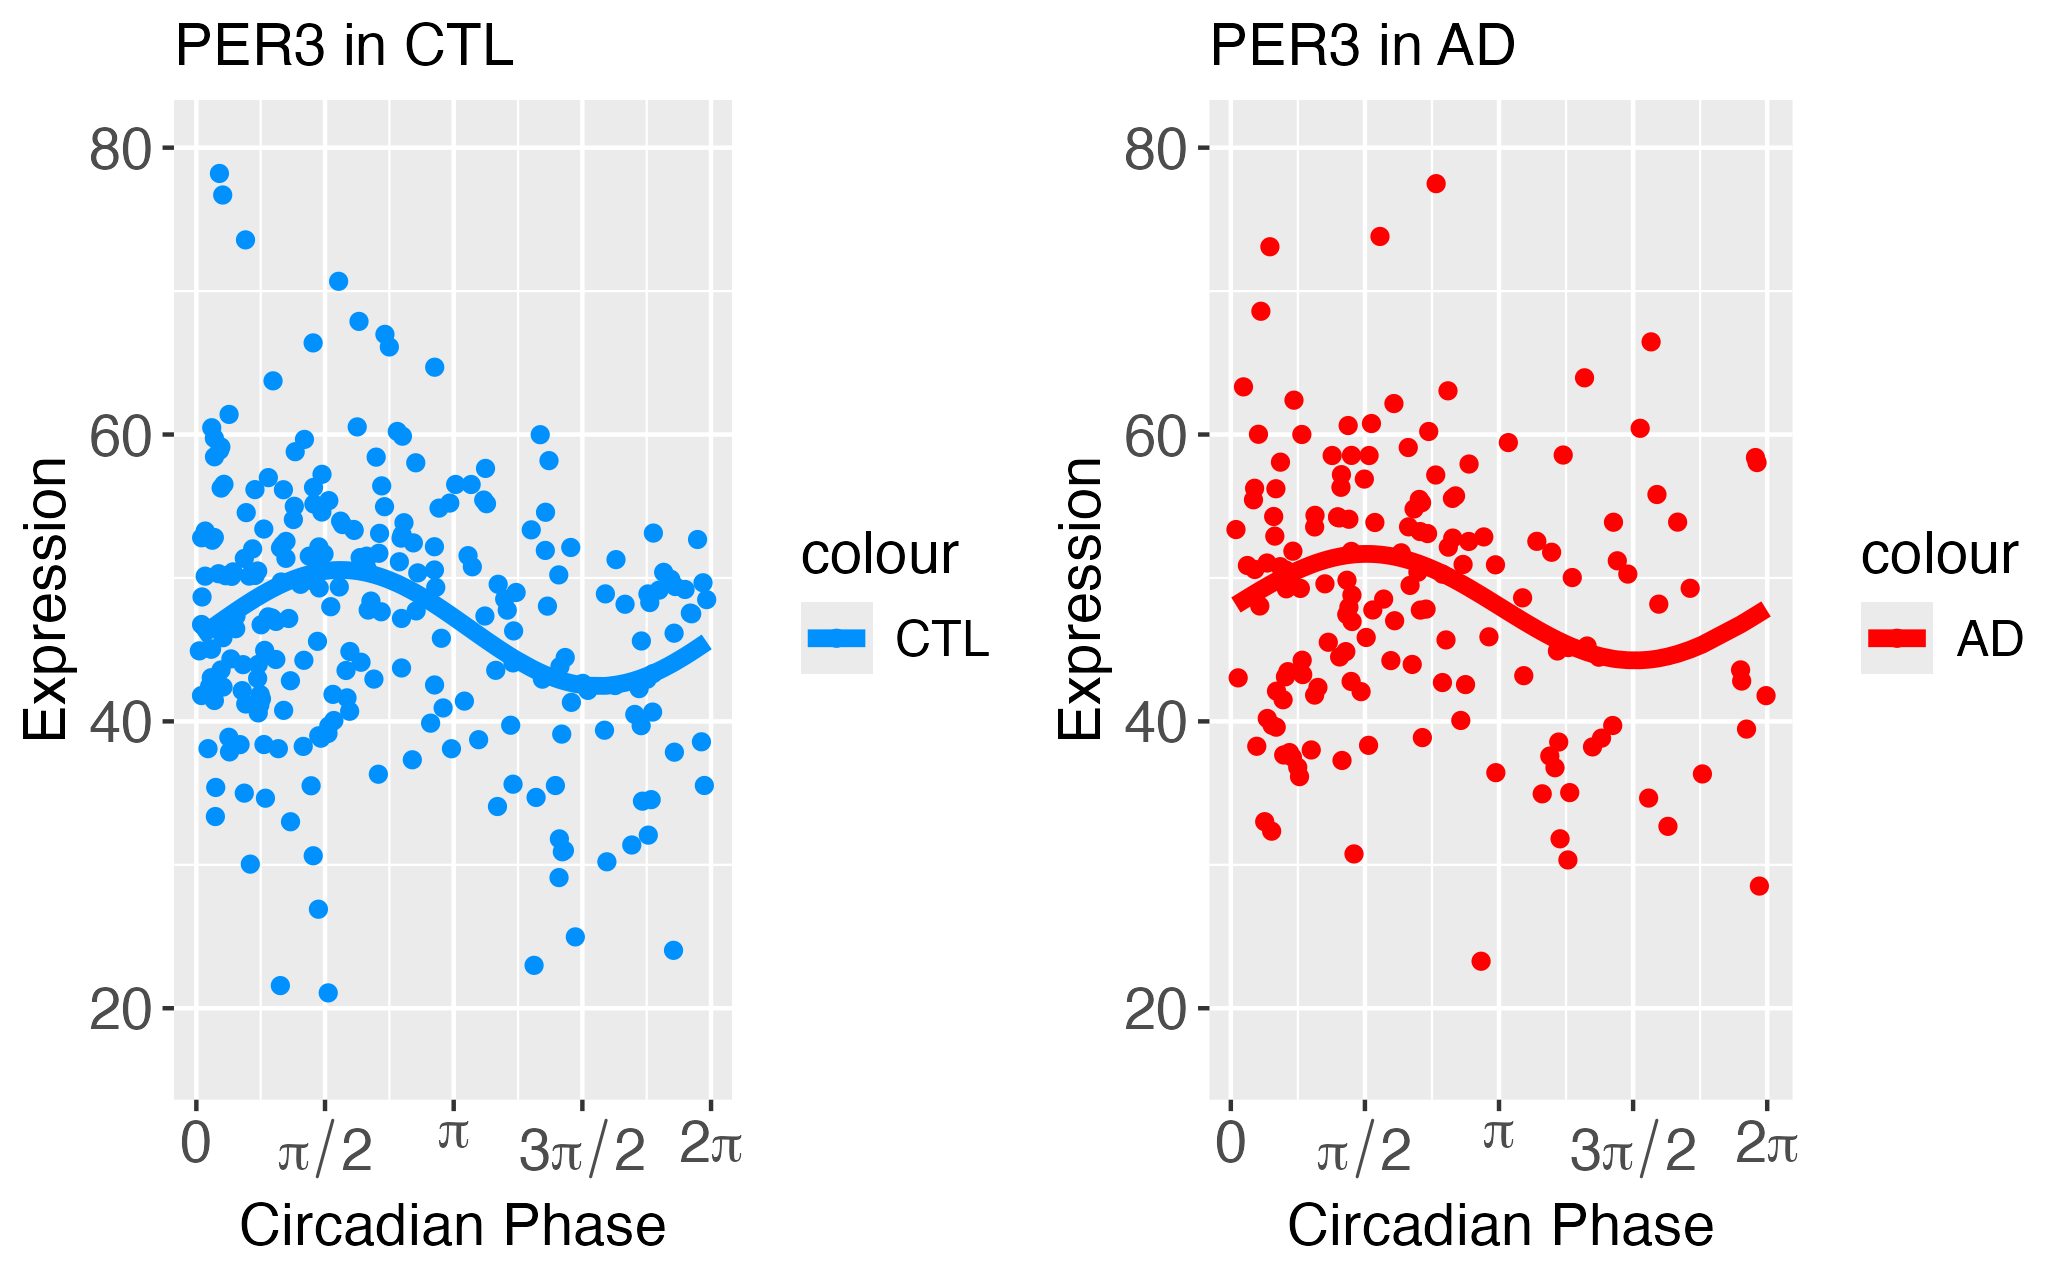 PER3 in CTL
80
60
40
20
Expression
0
π/2
π
3π/2
2π
Circadian Phase
colour
CTL
PER3 in AD
80
60
40
20
Expression
0
π/2
π
3π/2
2π
Circadian Phase
colour
AD